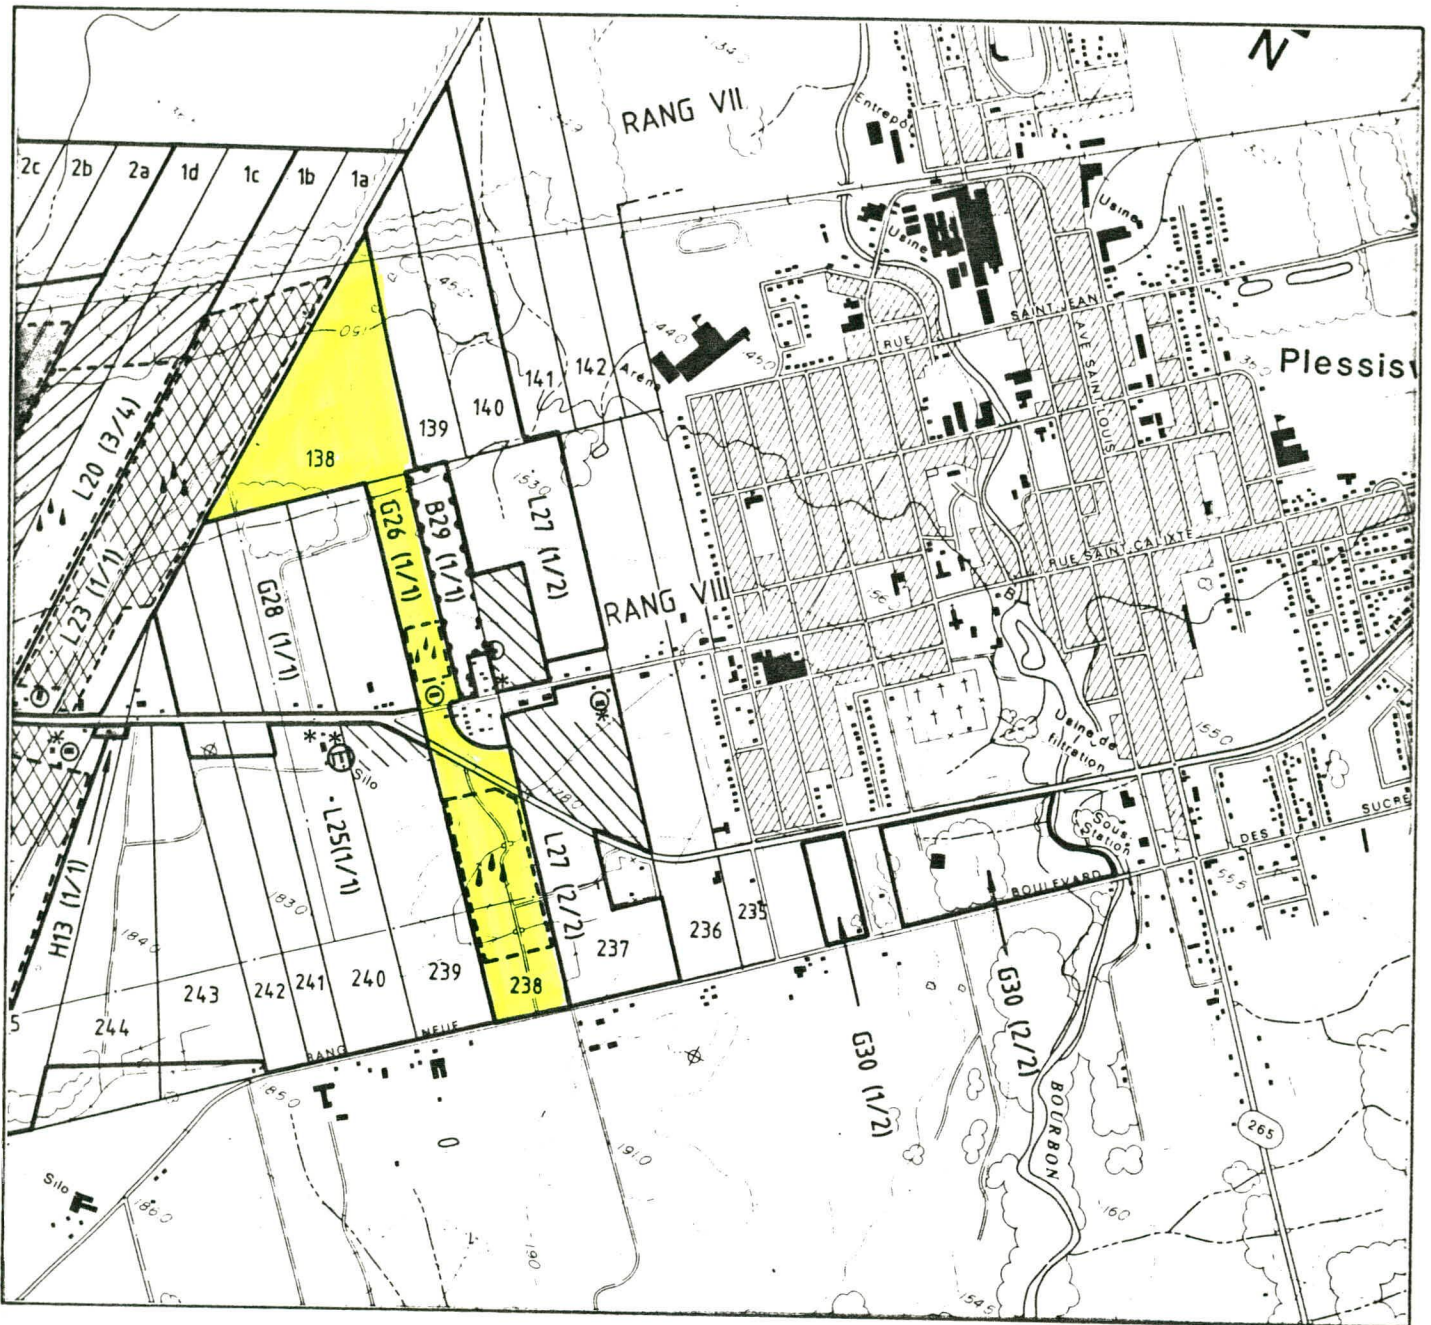 N
RANG VII
Entrepôt
Usine
Usine
2c
2b
2a
1d
1c
1b
1a
450
150
440
450
RUE
SAINT JEAN
AVE SAINT LOUIS
Plessisv
Aréna
138
139
140
141
142
L20 (3/4)
L23 (1/1)
G28 (1/1)
G26 (1/1)
B29 (1/1)
1530
L27 (1/2)
RANG VIII
RUE SAINT CALIXTE
Usine de
filtration
1550
Silo
L25(1/1)
1780
L27 (2/2)
H13 (1/1)
1830
1840
Sous-
Station
BOULEVARD
DES
SUCRE
555
235
236
237
238
239
240
241
242
243
244
5
RANG
NEUF
G30 (1/2)
G30 (2/2)
BOURBON
265
1850
Silo
1860
1910
190
160
1545